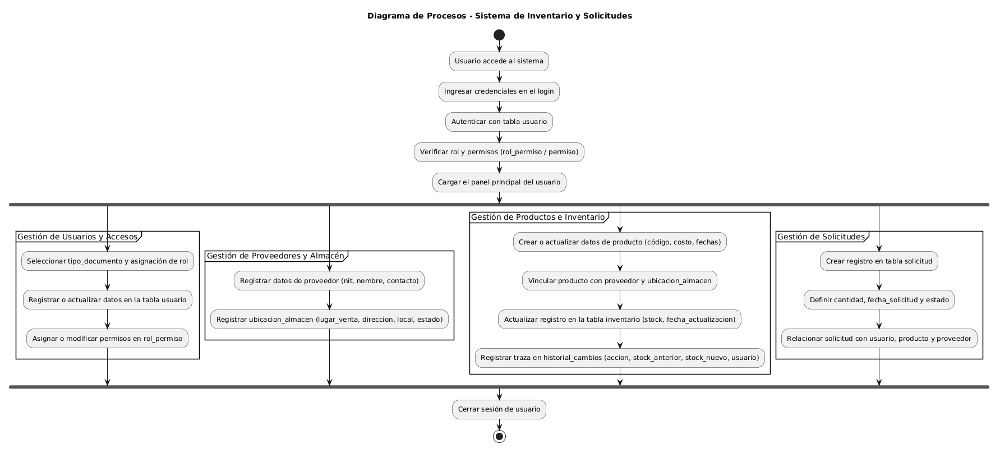 Diagrama de Procesos - Sistema de Inventario y Solicitudes
Usuario accede al sistema
Ingresar credenciales en el login
Autenticar con tabla usuario
Verificar rol y permisos (rol_permiso / permiso)
Cargar el panel principal del usuario
Gestión de Usuarios y Accesos
Seleccionar tipo_documento y asignación de rol
Registrar o actualizar datos en la tabla usuario
Asignar o modificar permisos en rol_permiso
Gestión de Proveedores y Almacén
Registrar datos de proveedor (nit, nombre, contacto)
Registrar ubicacion_almacen (lugar_venta, direccion, local, estado)
Gestión de Productos e Inventario
Crear o actualizar datos de producto (código, costo, fechas)
Vincular producto con proveedor y ubicacion_almacen
Actualizar registro en la tabla inventario (stock, fecha_actualizacion)
Registrar traza en historial_cambios (accion, stock_anterior, stock_nuevo, usuario)
Gestión de Solicitudes
Crear registro en tabla solicitud
Definir cantidad, fecha_solicitud y estado
Relacionar solicitud con usuario, producto y proveedor
Cerrar sesión de usuario